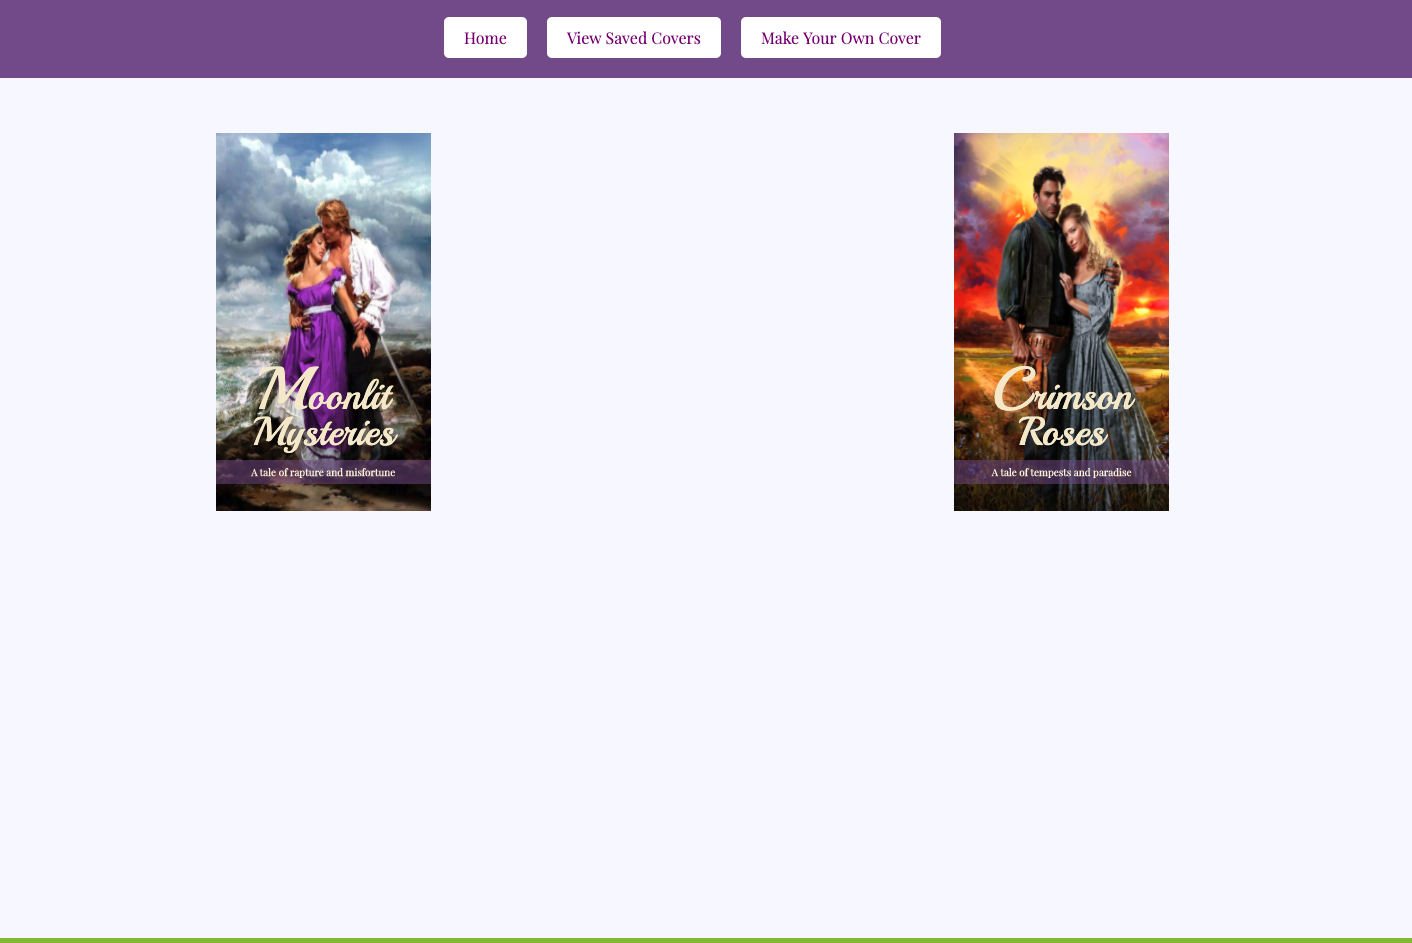 Home
View Saved Covers
Make Your Own Cover
Moonlit
Mysteries
A tale of rapture and misfortune
Crimson
Roses
A tale of tempests and paradise